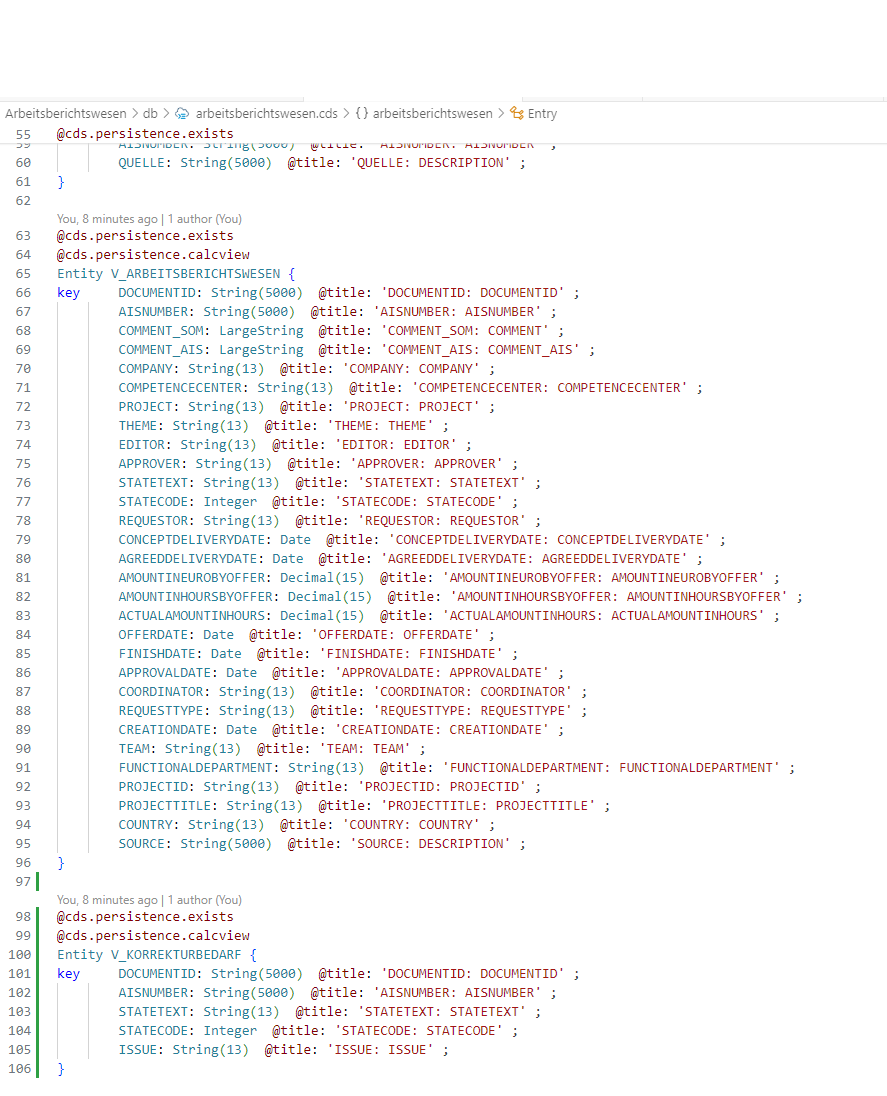 Arbeitsberichtswesen > db > arbeitsberichtswesen.cds > {} arbeitsberichtswesen > Entry
55 @cds.persistence.exists
59 AISNUMBER: String(5000) @title: 'AISNUMBER: AISNUMBER' ;
60 QUELLE: String(5000) @title: 'QUELLE: DESCRIPTION' ;
61 }
62
You, 8 minutes ago | 1 author (You)
63 @cds.persistence.exists
64 @cds.persistence.calcview
65 Entity V_ARBEITSBERICHTSWESEN {
66 key DOCUMENTID: String(5000) @title: 'DOCUMENTID: DOCUMENTID' ;
67 AISNUMBER: String(5000) @title: 'AISNUMBER: AISNUMBER' ;
68 COMMENT_SOM: LargeString @title: 'COMMENT_SOM: COMMENT' ;
69 COMMENT_AIS: LargeString @title: 'COMMENT_AIS: COMMENT_AIS' ;
70 COMPANY: String(13) @title: 'COMPANY: COMPANY' ;
71 COMPETENCECENTER: String(13) @title: 'COMPETENCECENTER: COMPETENCECENTER' ;
72 PROJECT: String(13) @title: 'PROJECT: PROJECT' ;
73 THEME: String(13) @title: 'THEME: THEME' ;
74 EDITOR: String(13) @title: 'EDITOR: EDITOR' ;
75 APPROVER: String(13) @title: 'APPROVER: APPROVER' ;
76 STATETEXT: String(13) @title: 'STATETEXT: STATETEXT' ;
77 STATECODE: Integer @title: 'STATECODE: STATECODE' ;
78 REQUESTOR: String(13) @title: 'REQUESTOR: REQUESTOR' ;
79 CONCEPTDELIVERYDATE: Date @title: 'CONCEPTDELIVERYDATE: CONCEPTDELIVERYDATE' ;
80 AGREEDDELIVERYDATE: Date @title: 'AGREEDDELIVERYDATE: AGREEDDELIVERYDATE' ;
81 AMOUNTINEUROBYOFFER: Decimal(15) @title: 'AMOUNTINEUROBYOFFER: AMOUNTINEUROBYOFFER' ;
82 AMOUNTINHOURSBYOFFER: Decimal(15) @title: 'AMOUNTINHOURSBYOFFER: AMOUNTINHOURSBYOFFER' ;
83 ACTUALAMOUNTINHOURS: Decimal(15) @title: 'ACTUALAMOUNTINHOURS: ACTUALAMOUNTINHOURS' ;
84 OFFERDATE: Date @title: 'OFFERDATE: OFFERDATE' ;
85 FINISHDATE: Date @title: 'FINISHDATE: FINISHDATE' ;
86 APPROVALDATE: Date @title: 'APPROVALDATE: APPROVALDATE' ;
87 COORDINATOR: String(13) @title: 'COORDINATOR: COORDINATOR' ;
88 REQUESTTYPE: String(13) @title: 'REQUESTTYPE: REQUESTTYPE' ;
89 CREATIONDATE: Date @title: 'CREATIONDATE: CREATIONDATE' ;
90 TEAM: String(13) @title: 'TEAM: TEAM' ;
91 FUNCTIONALDEPARTMENT: String(13) @title: 'FUNCTIONALDEPARTMENT: FUNCTIONALDEPARTMENT' ;
92 PROJECTID: String(13) @title: 'PROJECTID: PROJECTID' ;
93 PROJECTTITLE: String(13) @title: 'PROJECTTITLE: PROJECTTITLE' ;
94 COUNTRY: String(13) @title: 'COUNTRY: COUNTRY' ;
95 SOURCE: String(5000) @title: 'SOURCE: DESCRIPTION' ;
96 }
97
You, 8 minutes ago | 1 author (You)
98 @cds.persistence.exists
99 @cds.persistence.calcview
100 Entity V_KORREKTURBEDARF {
101 key DOCUMENTID: String(5000) @title: 'DOCUMENTID: DOCUMENTID' ;
102 AISNUMBER: String(5000) @title: 'AISNUMBER: AISNUMBER' ;
103 STATETEXT: String(13) @title: 'STATETEXT: STATETEXT' ;
104 STATECODE: Integer @title: 'STATECODE: STATECODE' ;
105 ISSUE: String(13) @title: 'ISSUE: ISSUE' ;
106 }